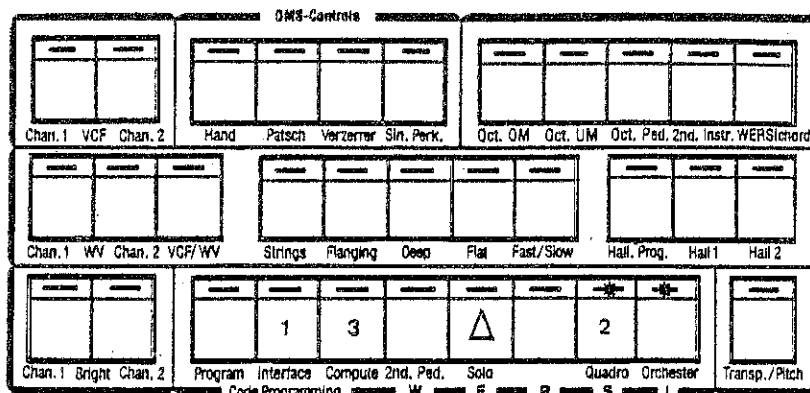 DMS-Controls
Chan. 1 VCF Chan. 2 Hand Patsch Verzerrer Sin. Perk. Oct. OM Oct. UM Oct. Ped. 2nd. Instr. WERSIchord
Chan. 1 WV Chan. 2 VCF/WV Strings Flanging Deep Flat Fast/Slow Hall. Prog. Hall 1 Hall 2
1 3 2
Chan. 1 Bright Chan. 2 Program Interface Compute 2nd. Ped. Solo Quadro Orchester Transp./Pitch
Code Programming W E R S I